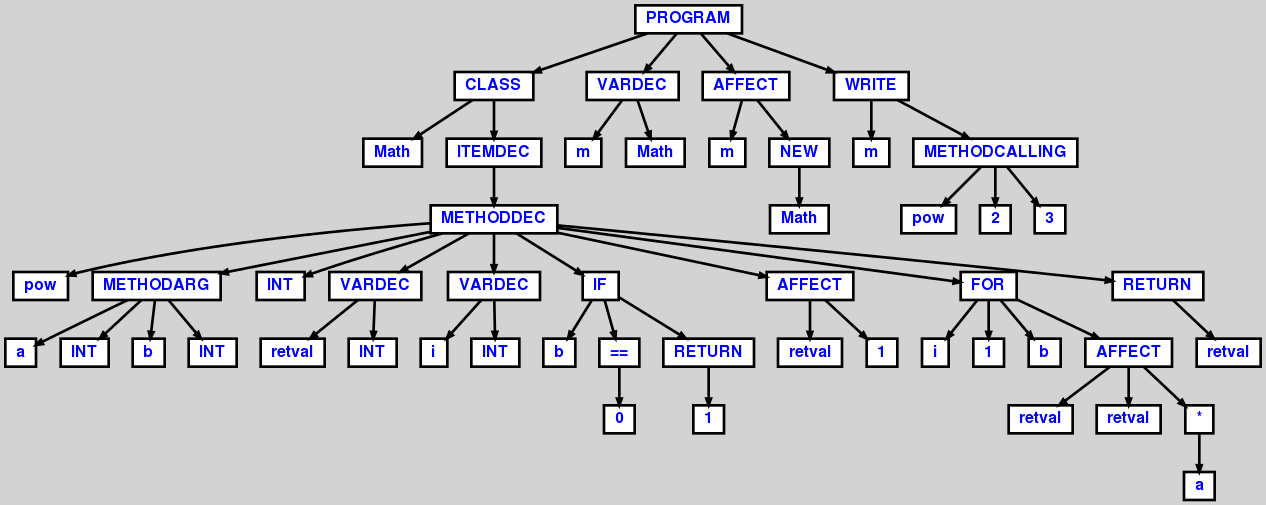 PROGRAM
CLASS VARDEC AFFECT WRITE
Math ITEMDEC m Math m NEW m METHODCALLING
METHODDEC Math pow 2 3
pow METHODARG INT VARDEC VARDEC IF AFFECT FOR RETURN
a INT b INT retval INT i INT b == RETURN retval 1 i 1 b AFFECT retval
0 1 retval retval *
a